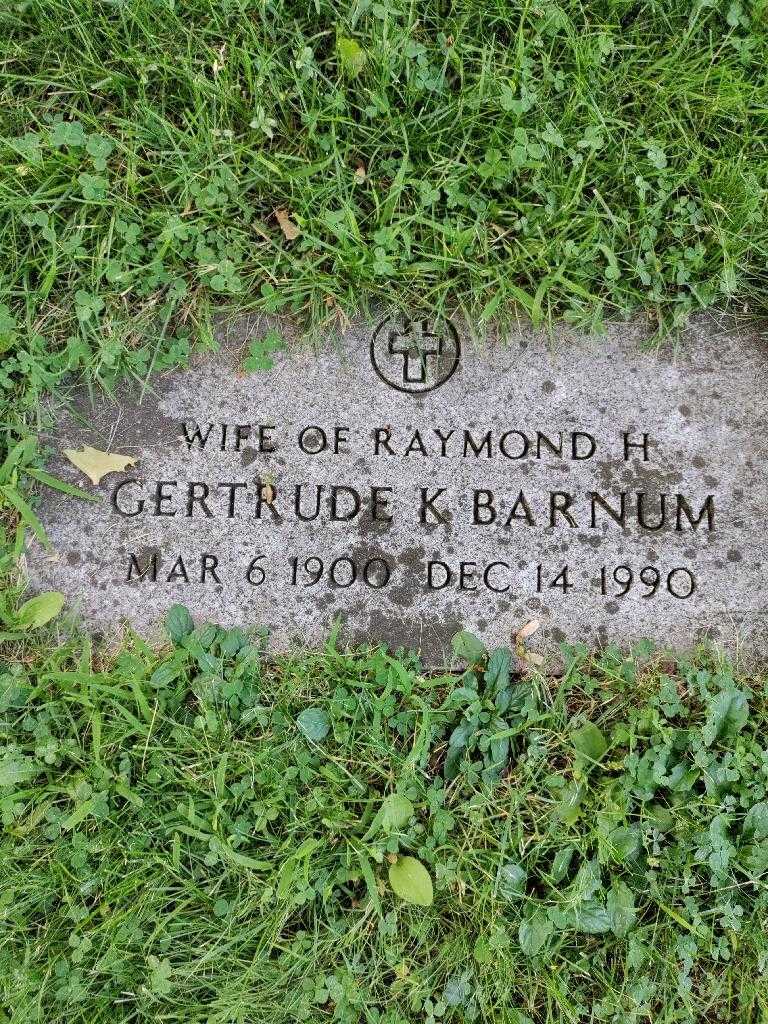 WIFE OF RAYMOND H
GERTRUDE K BARNUM
MAR 6 1900 DEC 14 1990